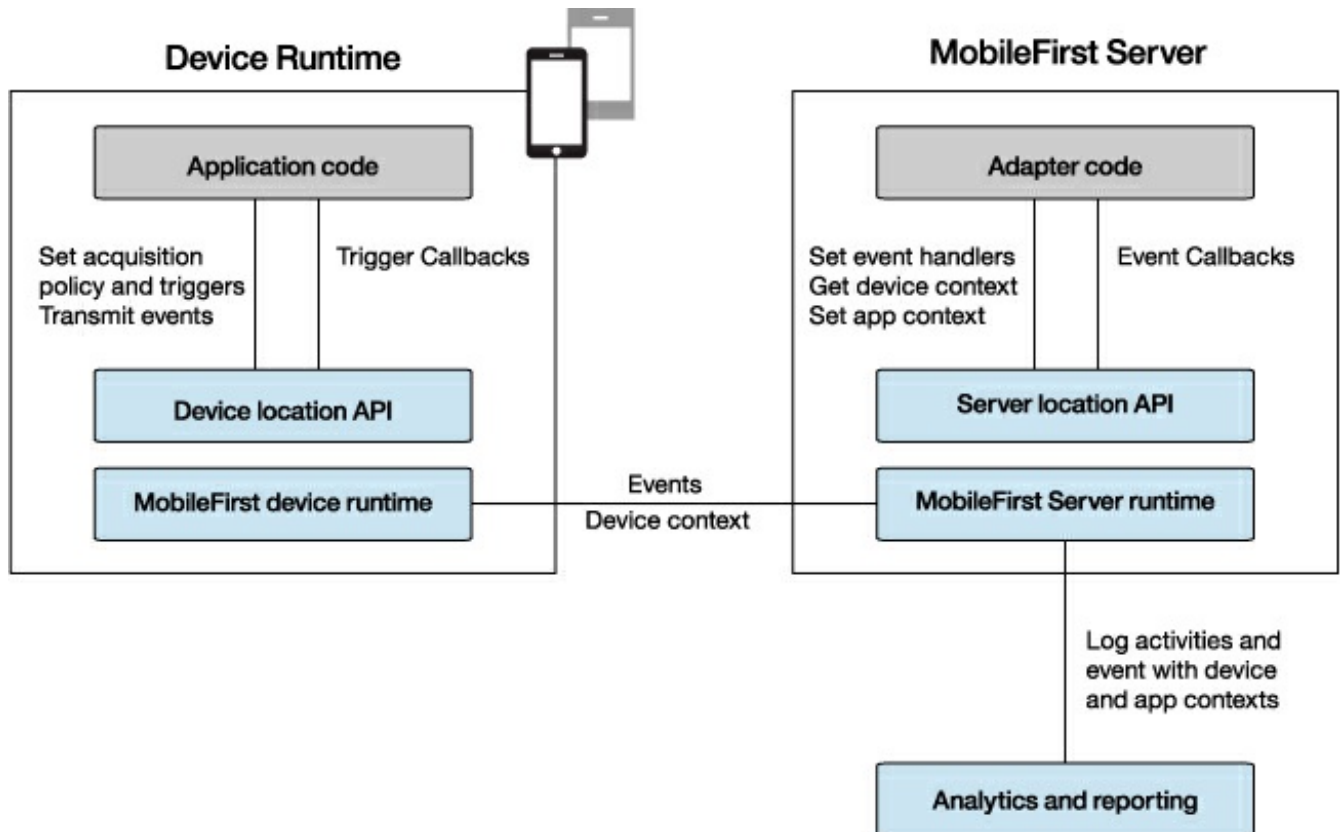 Device Runtime
MobileFirst Server
Application code
Adapter code
Set acquisition
policy and triggers
Transmit events
Trigger Callbacks
Set event handlers
Get device context
Set app context
Event Callbacks
Device location API
Server location API
MobileFirst device runtime
Events
Device context
MobileFirst Server runtime
Log activities and
event with device
and app contexts
Analytics and reporting